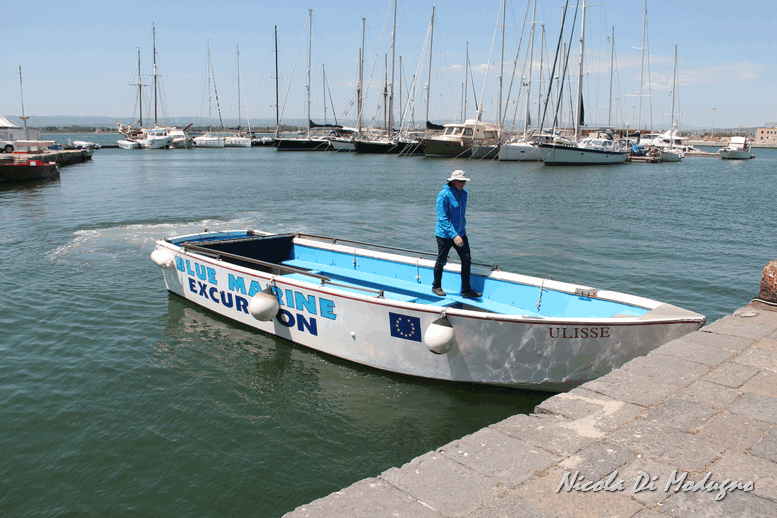 BLUE MARINE
EXCURSION
ULISSE
Nicola Di Modugno